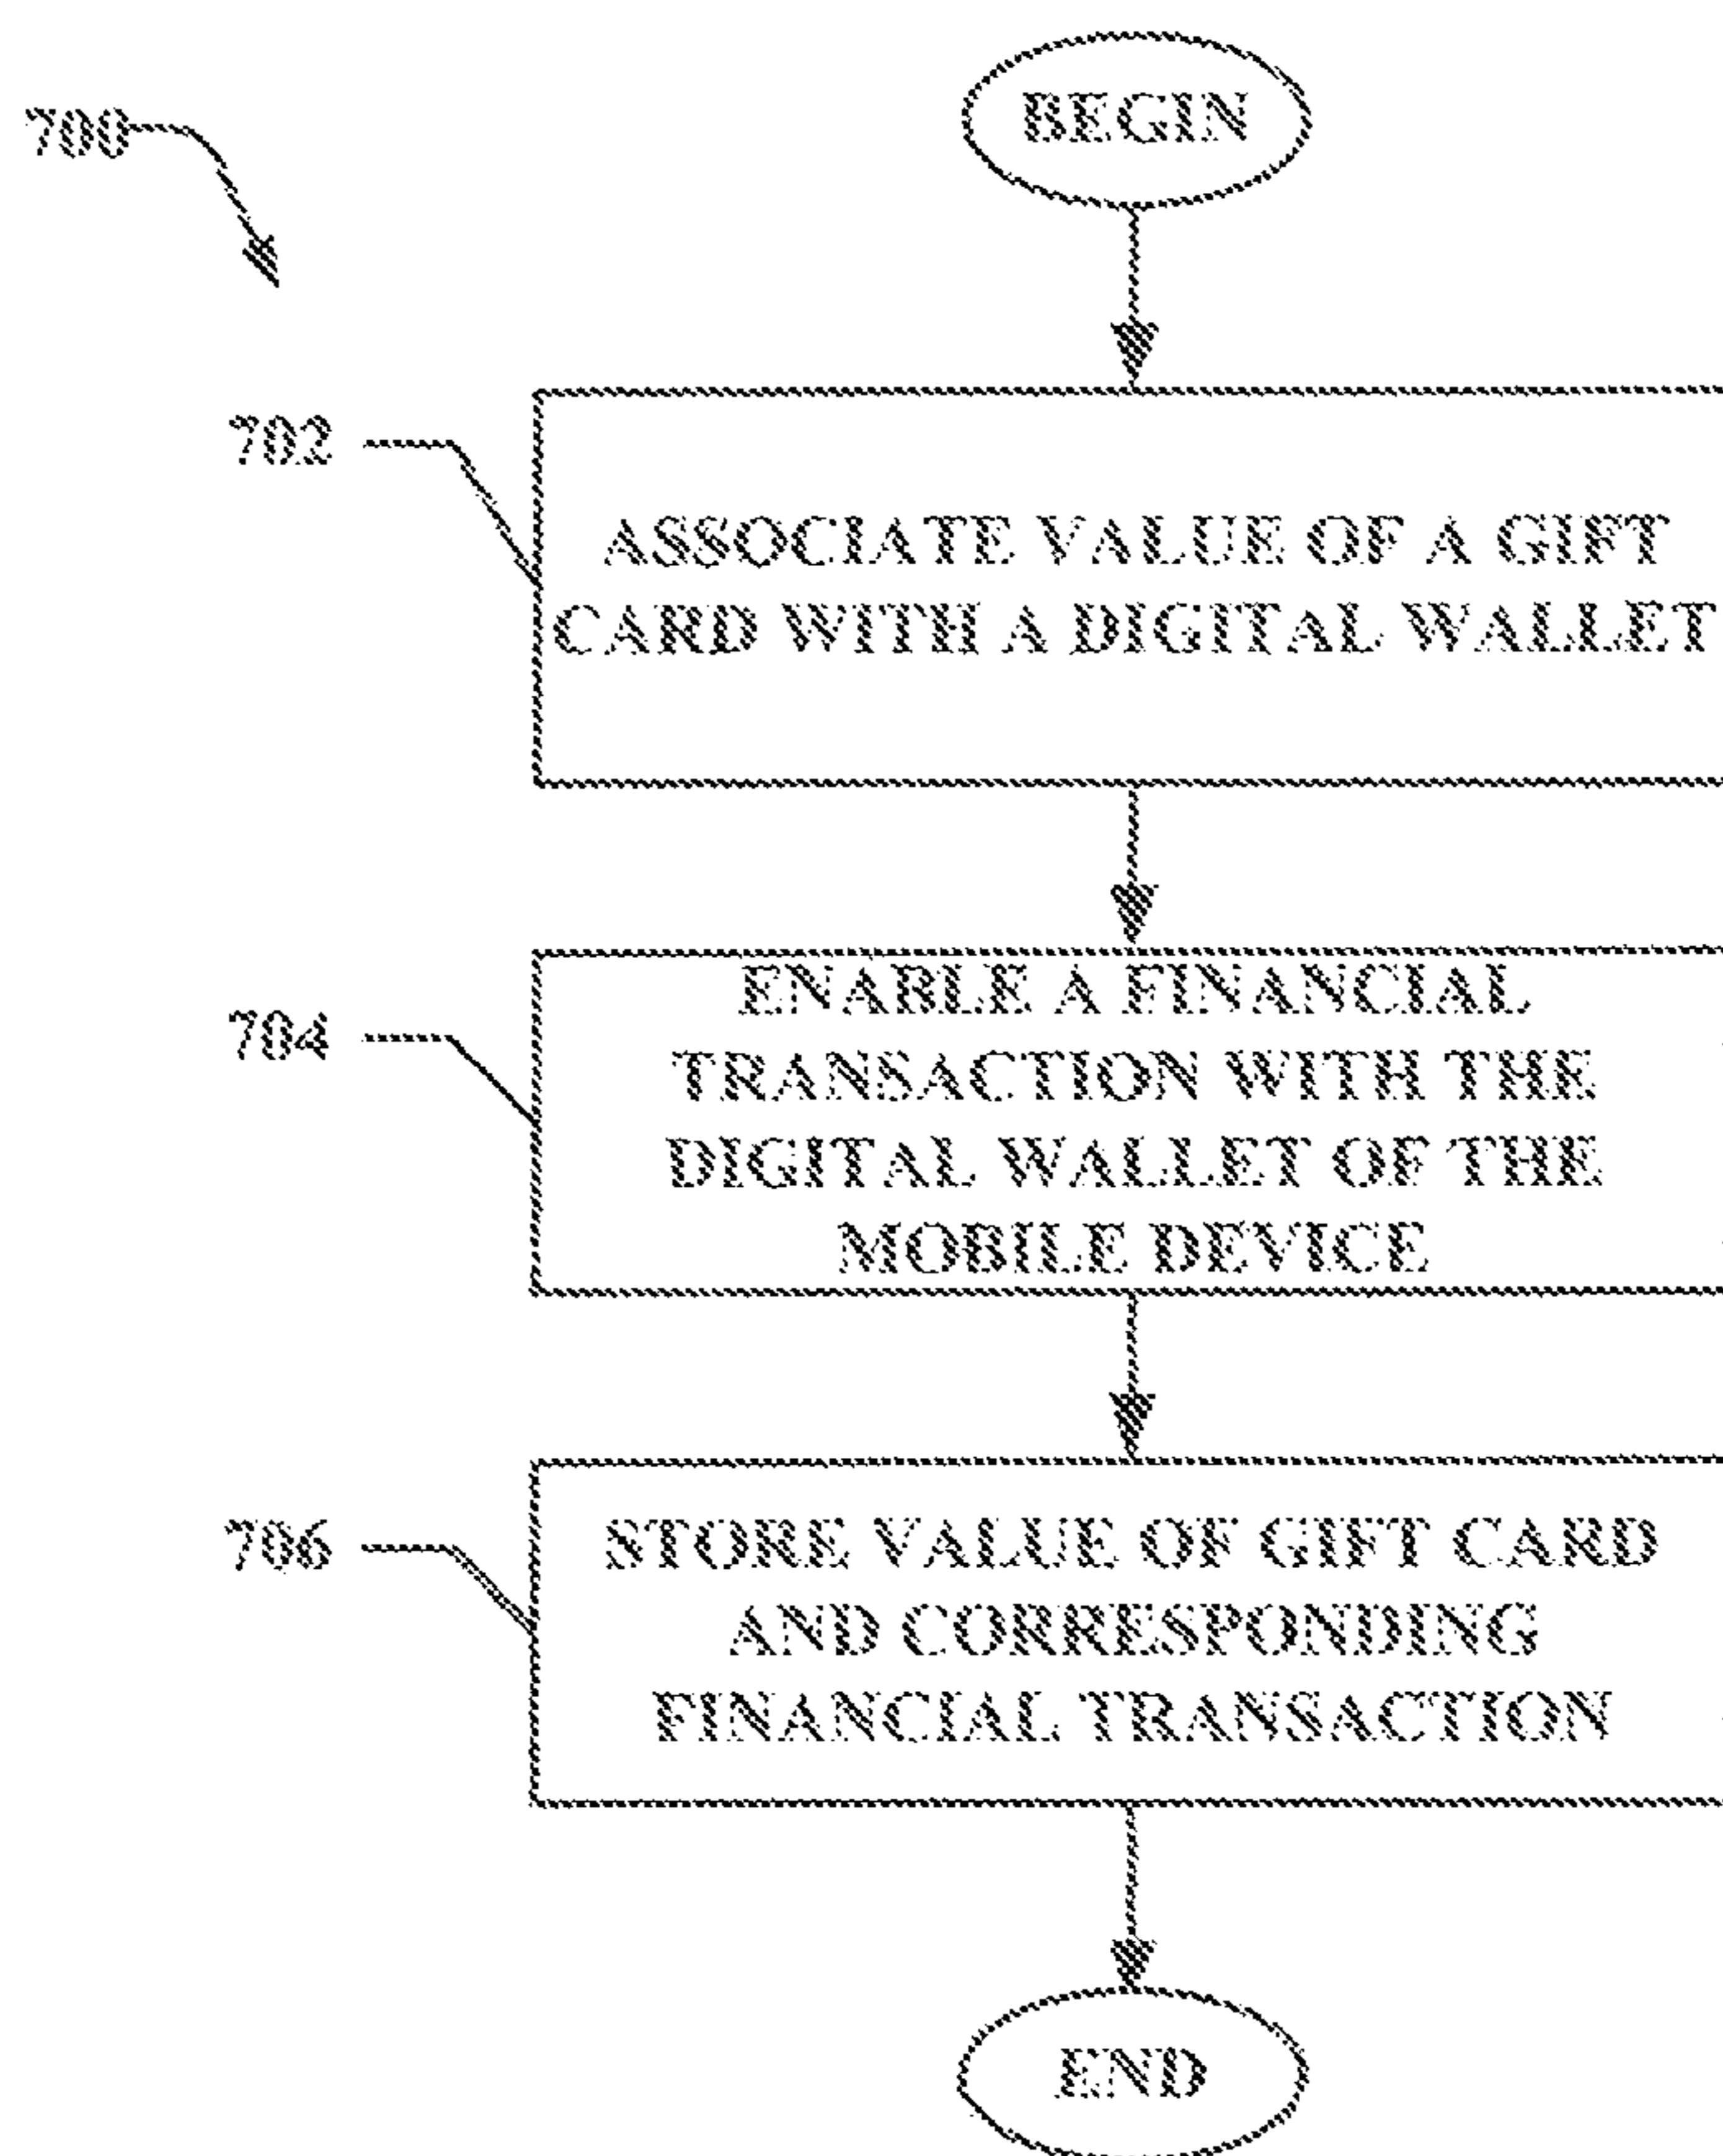 700
BEGIN
702
ASSOCIATE VALUE OF A GIFT
CARD WITH A DIGITAL WALLET
704
ENABLE A FINANCIAL
TRANSACTION WITH THE
DIGITAL WALLET OF THE
MOBILE DEVICE
706
STORE VALUE OF GIFT CARD
AND CORRESPONDING
FINANCIAL TRANSACTION
END